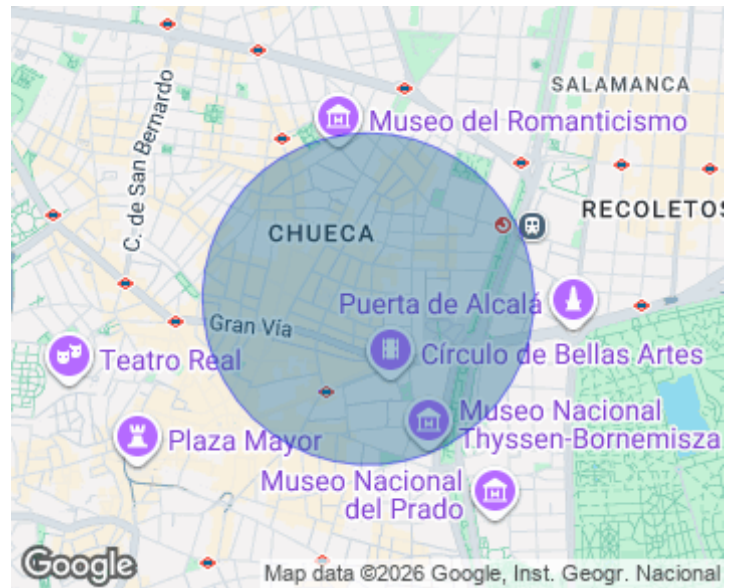 SALAMANCA
Museo del Romanticismo
C. de San Bernardo
RECOLETOS
CHUECA
Puerta de Alcalá
Gran Vía
Círculo de Bellas Artes
Teatro Real
Museo Nacional
Thyssen-Bornemisza
Plaza Mayor
Museo Nacional
del Prado
Google
Map data ©2026 Google, Inst. Geogr. Nacional